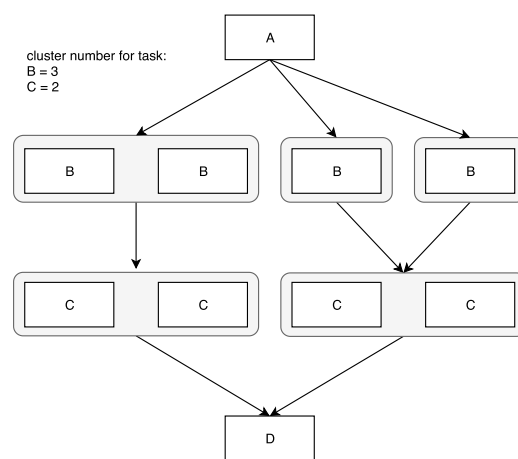 A
cluster number for task:
B = 3
C = 2
B B B B
C C C C
D